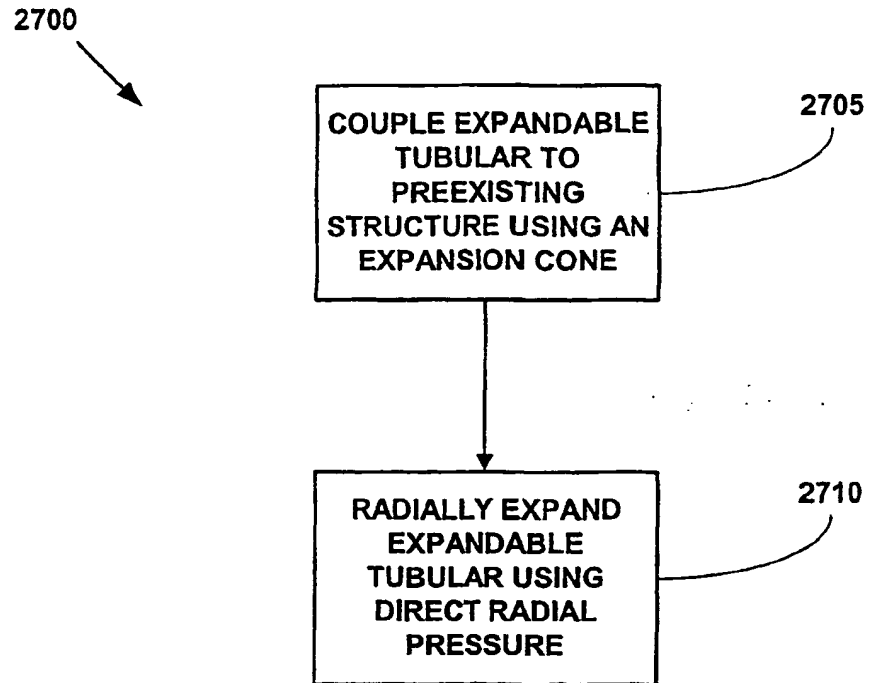 2700
COUPLE EXPANDABLE
TUBULAR TO
PREEXISTING
STRUCTURE USING AN
EXPANSION CONE
2705
RADIALLY EXPAND
EXPANDABLE
TUBULAR USING
DIRECT RADIAL
PRESSURE
2710